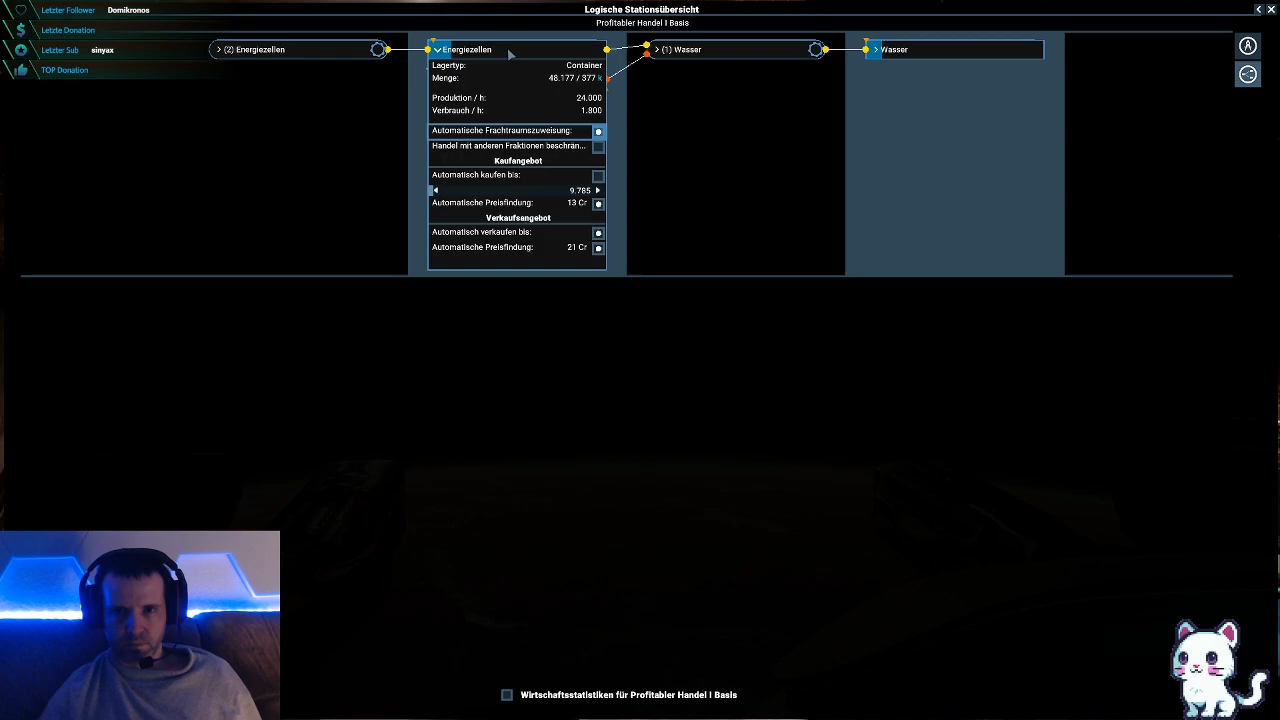 Letzter Follower Domikronos
Letzte Donation
Letzter Sub sinyax
TOP Donation
Logische Stationsübersicht
Profitabler Handel I Basis
(2) Energiezellen
Energiezellen
(1) Wasser
Wasser
Lagertyp: Container
Menge: 48.177 / 377 k
Produktion / h: 24.000
Verbrauch / h: 1.800
Automatische Frachtraumszuweisung:
Handel mit anderen Fraktionen beschrän...
Kaufangebot
Automatisch kaufen bis:
9.785
Automatische Preisfindung: 13 Cr
Verkaufsangebot
Automatisch verkaufen bis:
Automatische Preisfindung: 21 Cr
Wirtschaftsstatistiken für Profitabler Handel I Basis